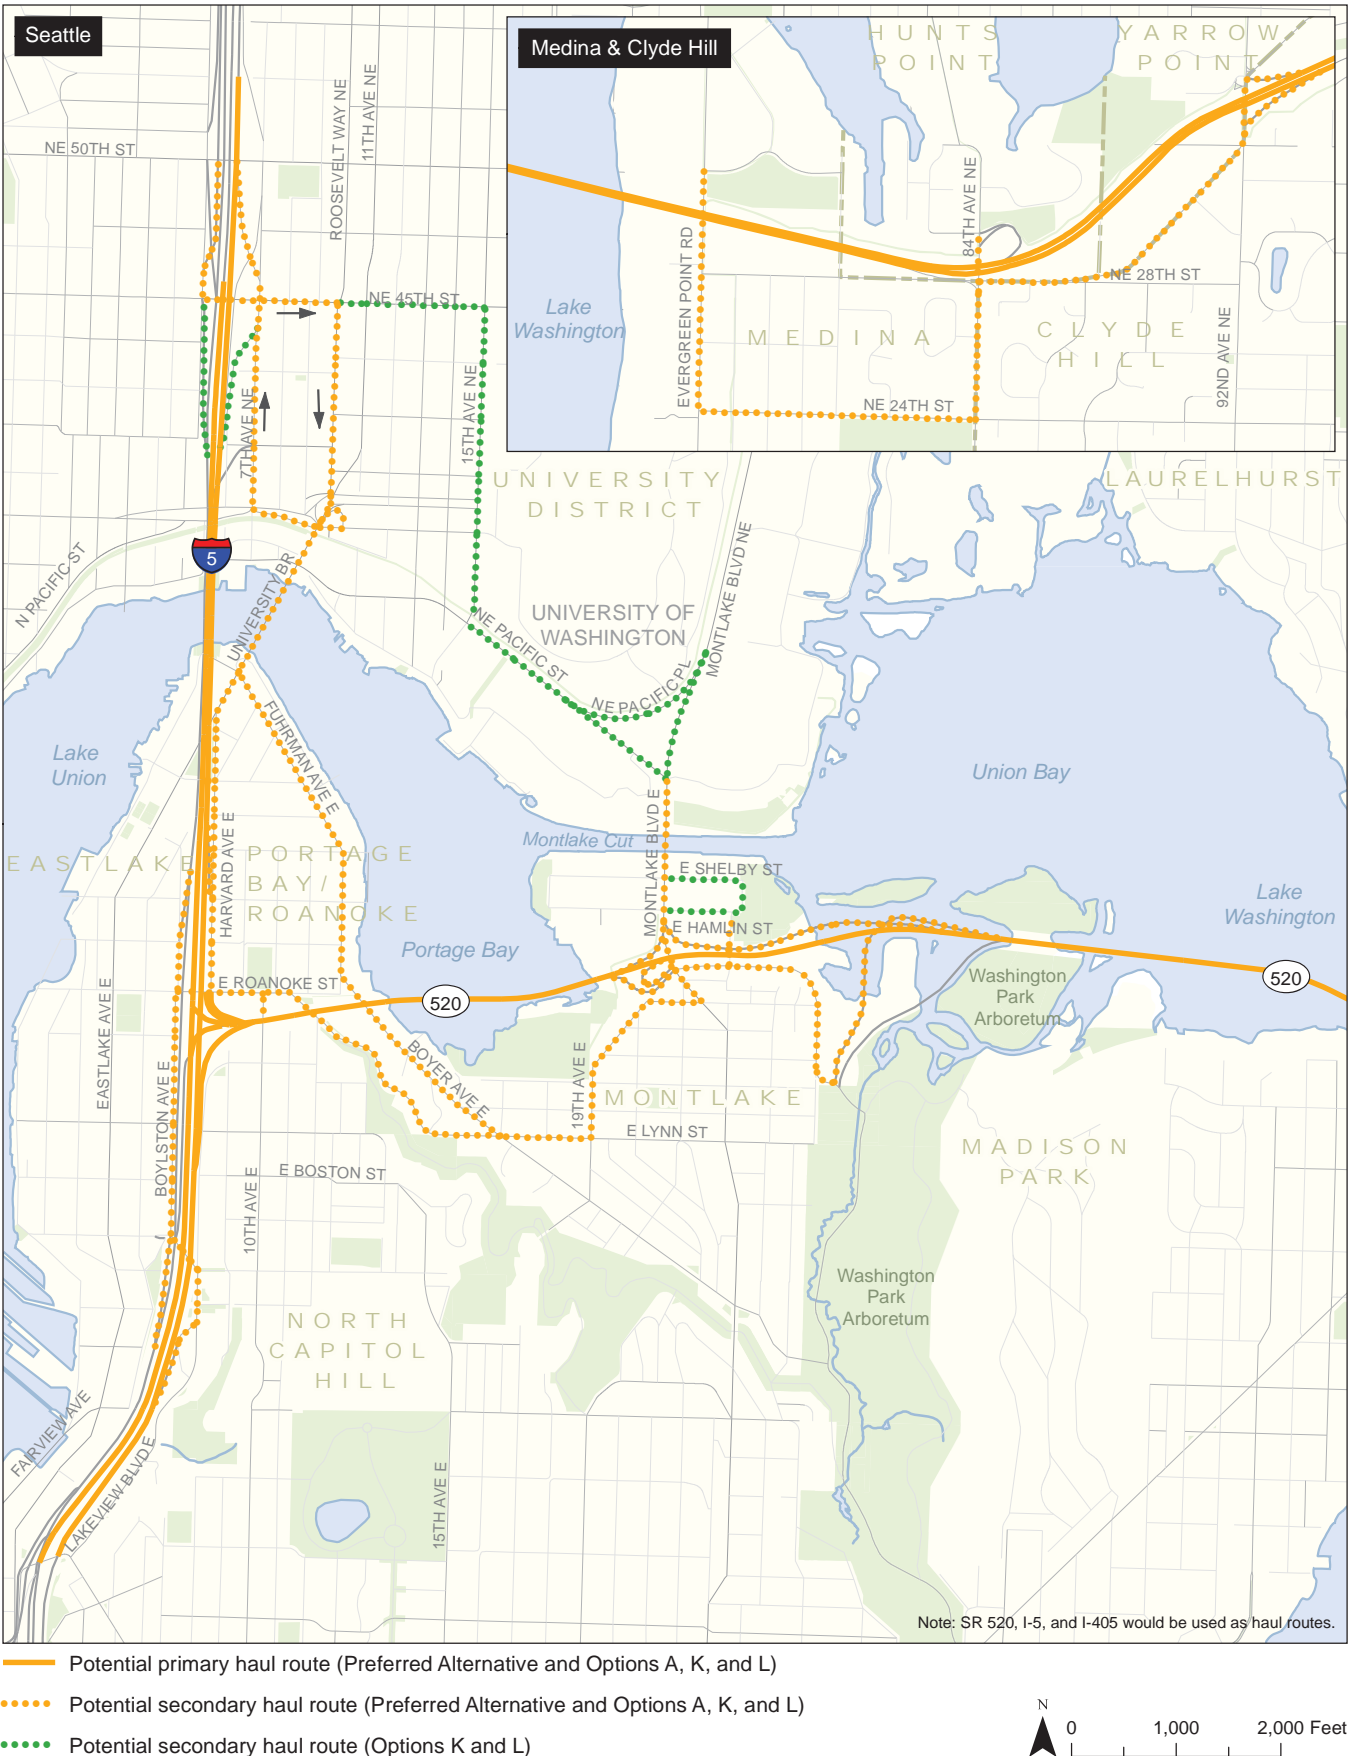 Seattle
Medina & Clyde Hill
HUNTS
POINT
YARROW
POINT
NE 50TH ST
ROOSEVELT WAY NE
11TH AVE NE
84TH AVE NE
EVERGREEN POINT RD
NE 28TH ST
NE 45TH ST
Lake
Washington
MEDINA
CLYDE
HILL
92ND AVE NE
NE 24TH ST
7TH AVE NE
15TH AVE NE
UNIVERSITY
DISTRICT
LAURELHURST
5
N PACIFIC ST
UNIVERSITY BR
UNIVERSITY OF
WASHINGTON
MONTLAKE BLVD NE
NE PACIFIC ST
NE PACIFIC PL
FUHRMAN AVE E
Lake
Union
Union Bay
MONTLAKE BLVD E
Montlake Cut
EASTLAKE
HARVARD AVE E
PORTAGE
BAY/
ROANOKE
E SHELBY ST
E HAMLIN ST
Lake
Washington
Portage Bay
E ROANOKE ST
520
520
Washington
Park
Arboretum
EASTLAKE AVE E
BOYLSTON AVE E
BOYER AVE E
19TH AVE E
MONTLAKE
E LYNN ST
MADISON
PARK
E BOSTON ST
10TH AVE E
Washington
Park
Arboretum
NORTH
CAPITOL
HILL
FAIRVIEW AVE
LAKEVIEW BLVD E
15TH AVE E
Note: SR 520, I-5, and I-405 would be used as haul routes.
Potential primary haul route (Preferred Alternative and Options A, K, and L)
Potential secondary haul route (Preferred Alternative and Options A, K, and L)
Potential secondary haul route (Options K and L)
N
0 1,000 2,000 Feet